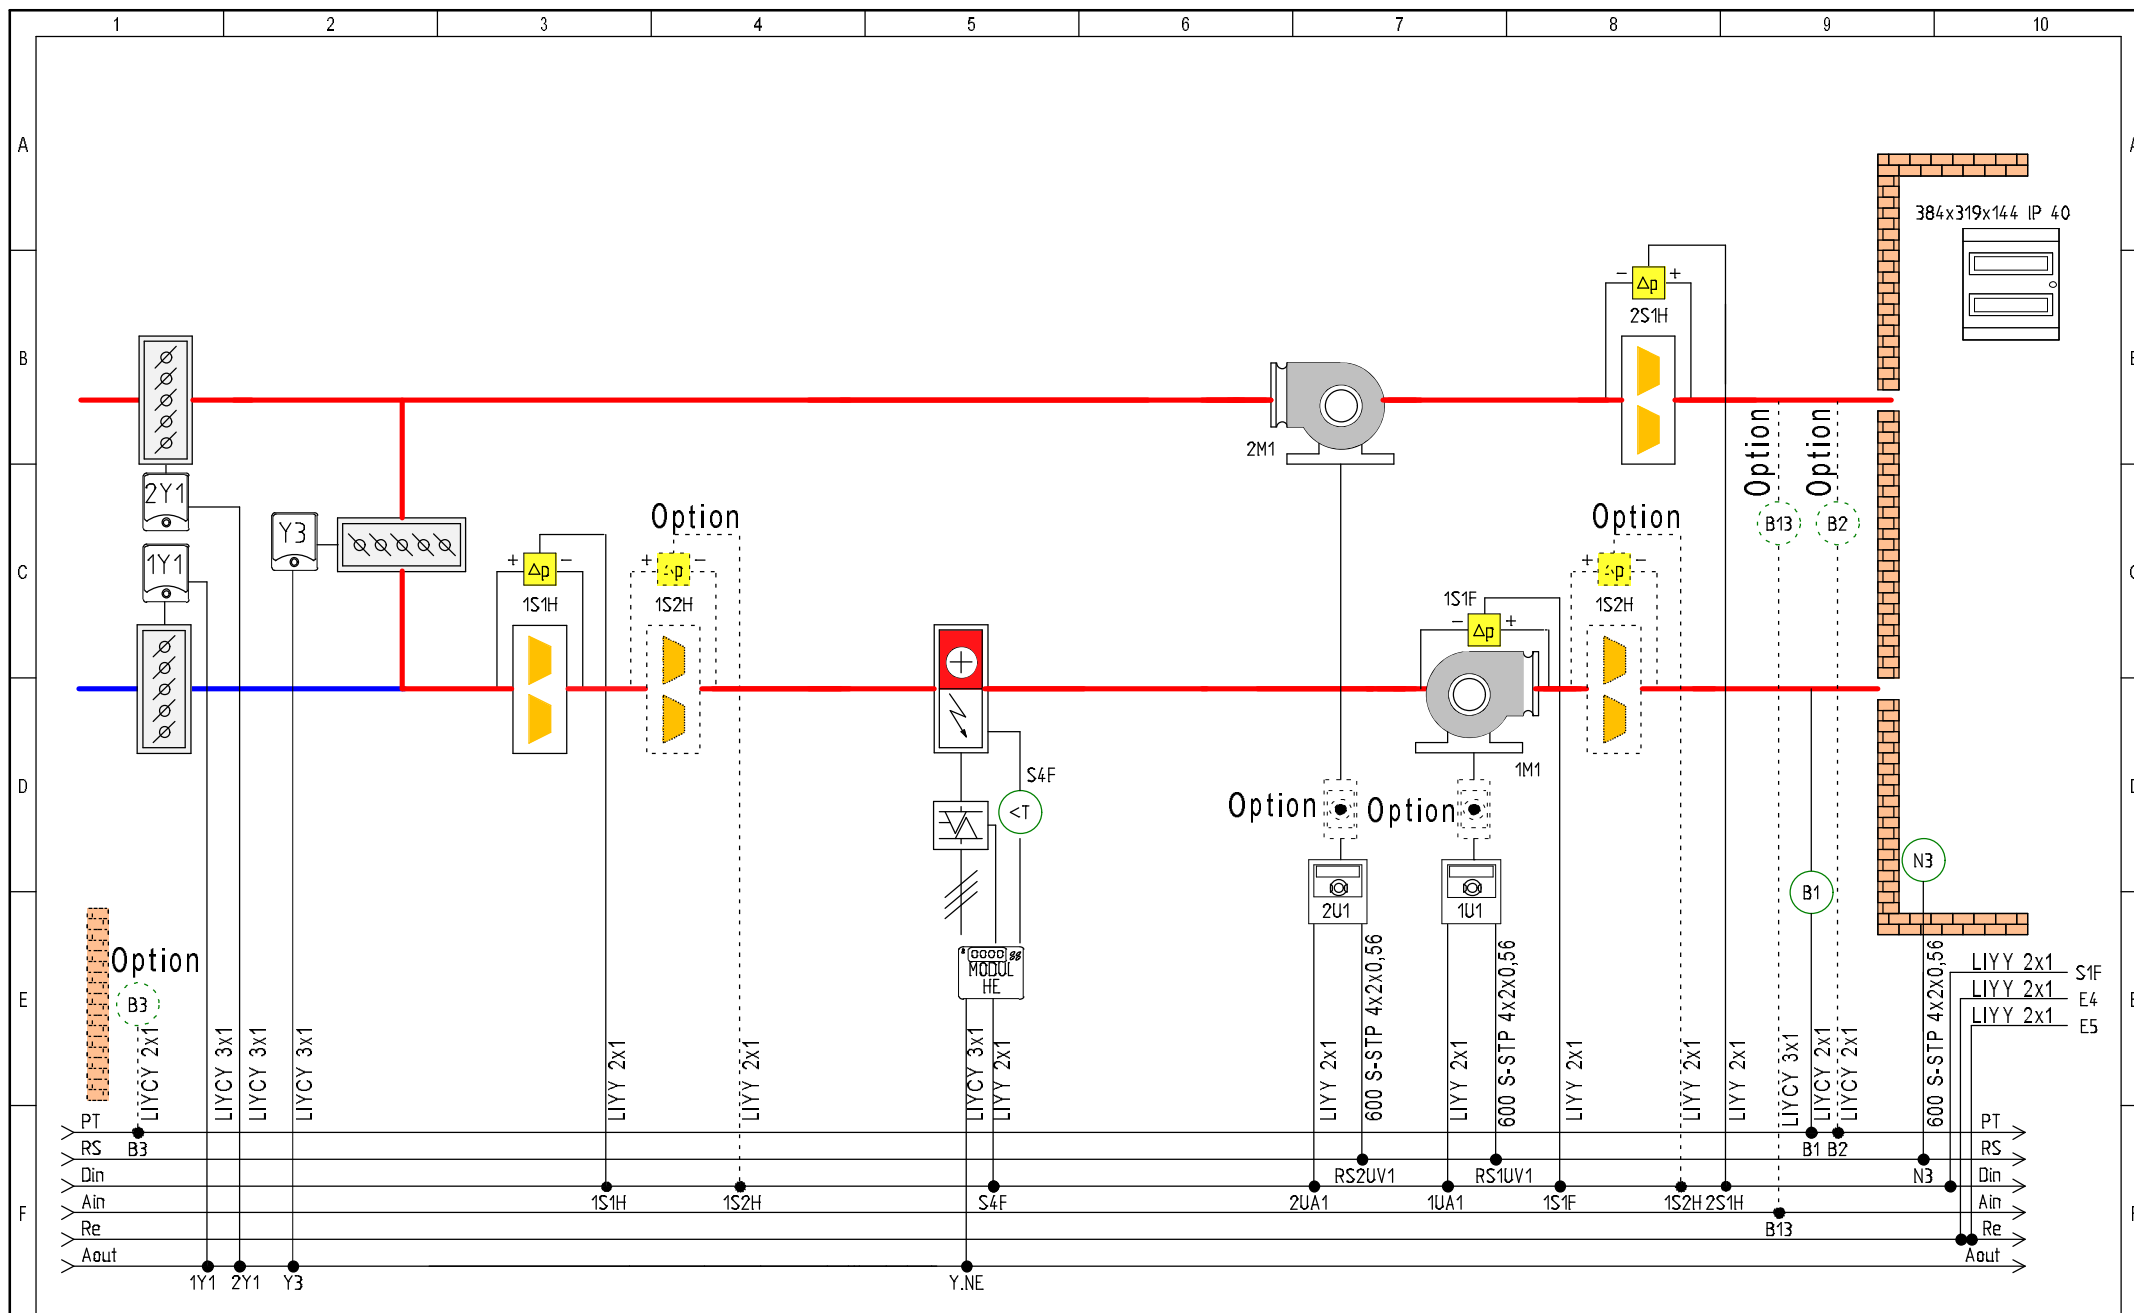 1 2 3 4 5 6 7 8 9 10
A
384x319x144 IP 40
- Δp +
2S1H
B B
2M1
Option Option
2Y1
Y3
Option Option
B13 B2
1Y1
C C
+ Δp - + Δp - + Δp -
1S1H 1S2H 1S1F 1S2H
- Δp +
1M1
S4F
D
Option Option
<T
N3
2U1 1U1 B1
Option
MODUL
HE
B3
E
LIYY 2x1 S1F
LIYY 2x1 E4
LIYY 2x1 E5
LIYCY 2x1
LIYCY 3x1
LIYCY 3x1
LIYCY 3x1
LIYY 2x1
LIYY 2x1
LIYCY 3x1
LIYY 2x1
LIYY 2x1
600 S-STP 4x2x0,56
LIYY 2x1
600 S-STP 4x2x0,56
LIYY 2x1
LIYY 2x1
LIYY 2x1
LIYCY 3x1
LIYCY 2x1
LIYCY 2x1
600 S-STP 4x2x0,56
PT PT
B3 B1 B2
RS RS
RS2UV1 RS1UV1 N3
Din Din
1S1H 1S2H S4F 2UA1 1UA1 1S1F 1S2H 2S1H
Ain Ain
F
B13
Re Re
Aout Aout
1Y1 2Y1 Y3 Y.NE